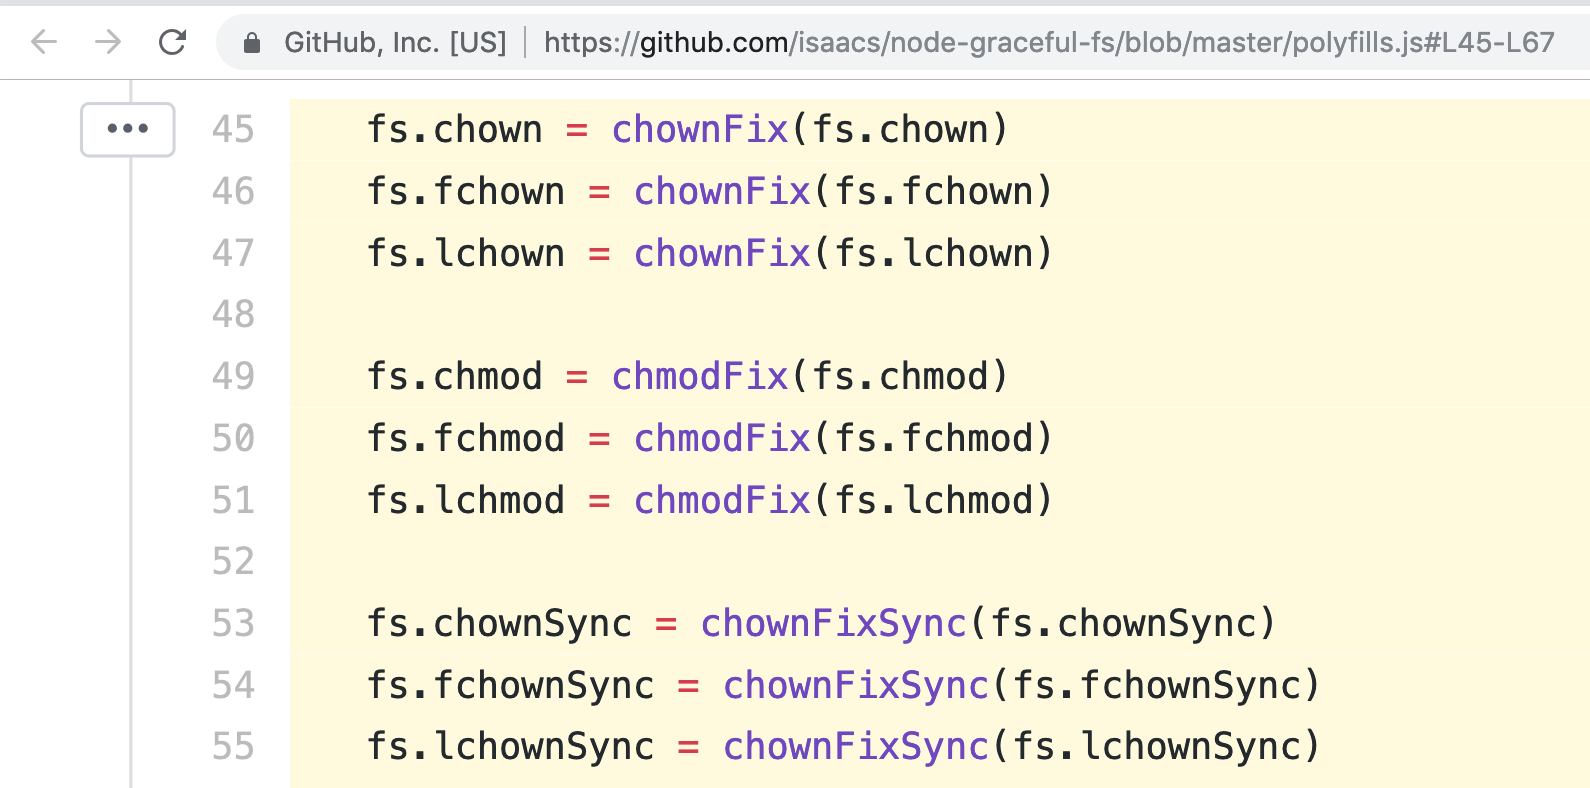 GitHub, Inc. [US] | https://github.com/isaacs/node-graceful-fs/blob/master/polyfills.js#L45-L67
45 fs.chown = chownFix(fs.chown)
46 fs.fchown = chownFix(fs.fchown)
47 fs.lchown = chownFix(fs.lchown)
48
49 fs.chmod = chmodFix(fs.chmod)
50 fs.fchmod = chmodFix(fs.fchmod)
51 fs.lchmod = chmodFix(fs.lchmod)
52
53 fs.chownSync = chownFixSync(fs.chownSync)
54 fs.fchownSync = chownFixSync(fs.fchownSync)
55 fs.lchownSync = chownFixSync(fs.lchownSync)